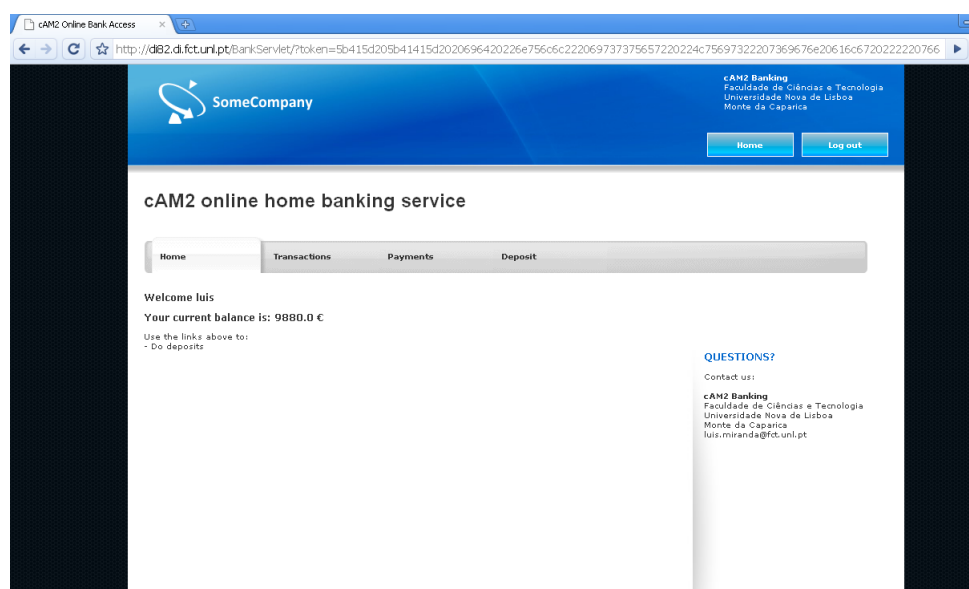 cAM2 Online Bank Access
http://di82.di.fct.unl.pt/BankServlet/?token=5b415d205b41415d2020696420226e756c6c222069737375657220224c75697322207369676e20616c6720222220766
SomeCompany
cAM2 Banking
Faculdade de Ciências e Tecnologia
Universidade Nova de Lisboa
Monte da Caparica
Home
Log out
cAM2 online home banking service
Home
Transactions
Payments
Deposit
Welcome luis
Your current balance is: 9880.0 €
Use the links above to:
- Do deposits
QUESTIONS?
Contact us:
cAM2 Banking
Faculdade de Ciências e Tecnologia
Universidade Nova de Lisboa
Monte da Caparica
luis.miranda@fct.unl.pt